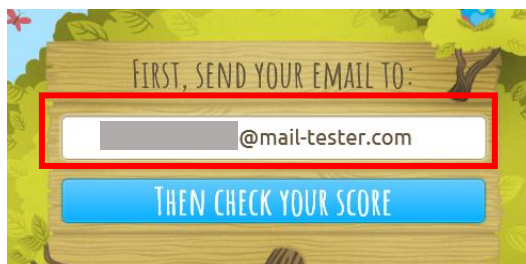 FIRST, SEND YOUR EMAIL TO:
@mail-tester.com
THEN CHECK YOUR SCORE